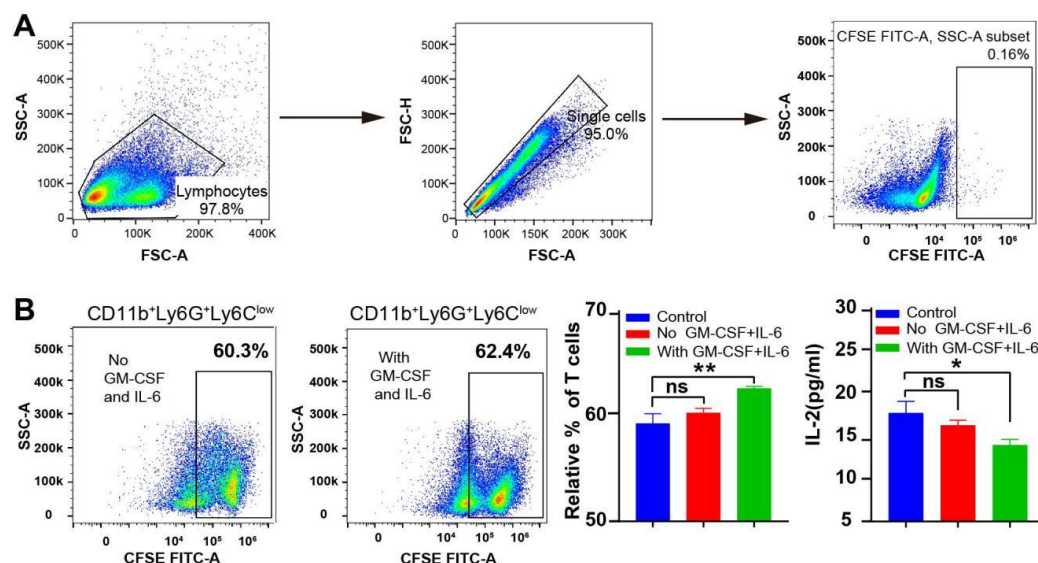 A
500K
400K
300K
200K
100K
0
SSC-A
Lymphocytes
97.8%
0 100K 200K 400K
FSC-A
500K
400K
300K
200K
100K
0
FSC-H
Single cells
95.0%
0 100K 200K 300K
FSC-A
CFSE FITC-A, SSC-A subset
0.16%
500k
400k
300k
200k
100k
0
SSC-A
0 10⁴ 10⁵ 10⁶
CFSE FITC-A
B
CD11b⁺Ly6G⁺Ly6Cˡᵒʷ
60.3%
No
GM-CSF
and IL-6
500k
400k
300k
200k
100k
0
SSC-A
0 10⁴ 10⁵ 10⁶
CFSE FITC-A
CD11b⁺Ly6G⁺Ly6Cˡᵒʷ
62.4%
With
GM-CSF
and IL-6
500k
400k
300k
200k
100k
0
SSC-A
0 10⁴ 10⁵ 10⁶
CFSE FITC-A
70
60
50
Relative % of T cells
Control
No GM-CSF+IL-6
With GM-CSF+IL-6
**
ns
30
25
20
15
10
5
IL-2(pg/ml)
Control
No GM-CSF+IL-6
With GM-CSF+IL-6
*
ns